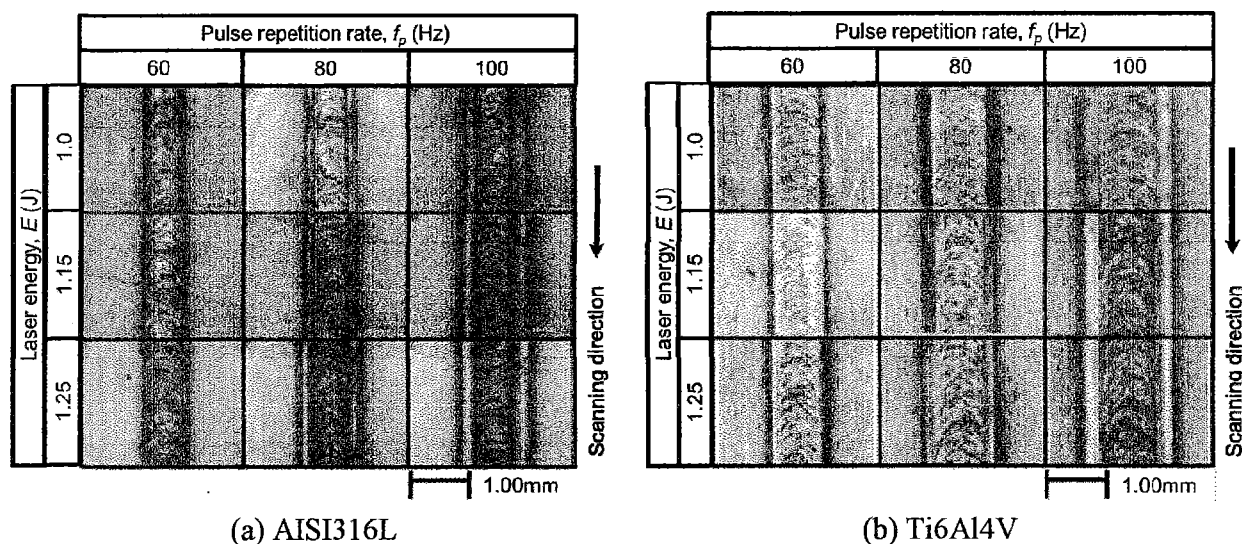 Pulse repetition rate, fp (Hz)
60 80 100
Laser energy, E (J)
1.0
1.15
1.25
Scanning direction
1.00mm
(a) AISI316L
Pulse repetition rate, fp (Hz)
60 80 100
Laser energy, E (J)
1.0
1.15
1.25
Scanning direction
1.00mm
(b) Ti6Al4V